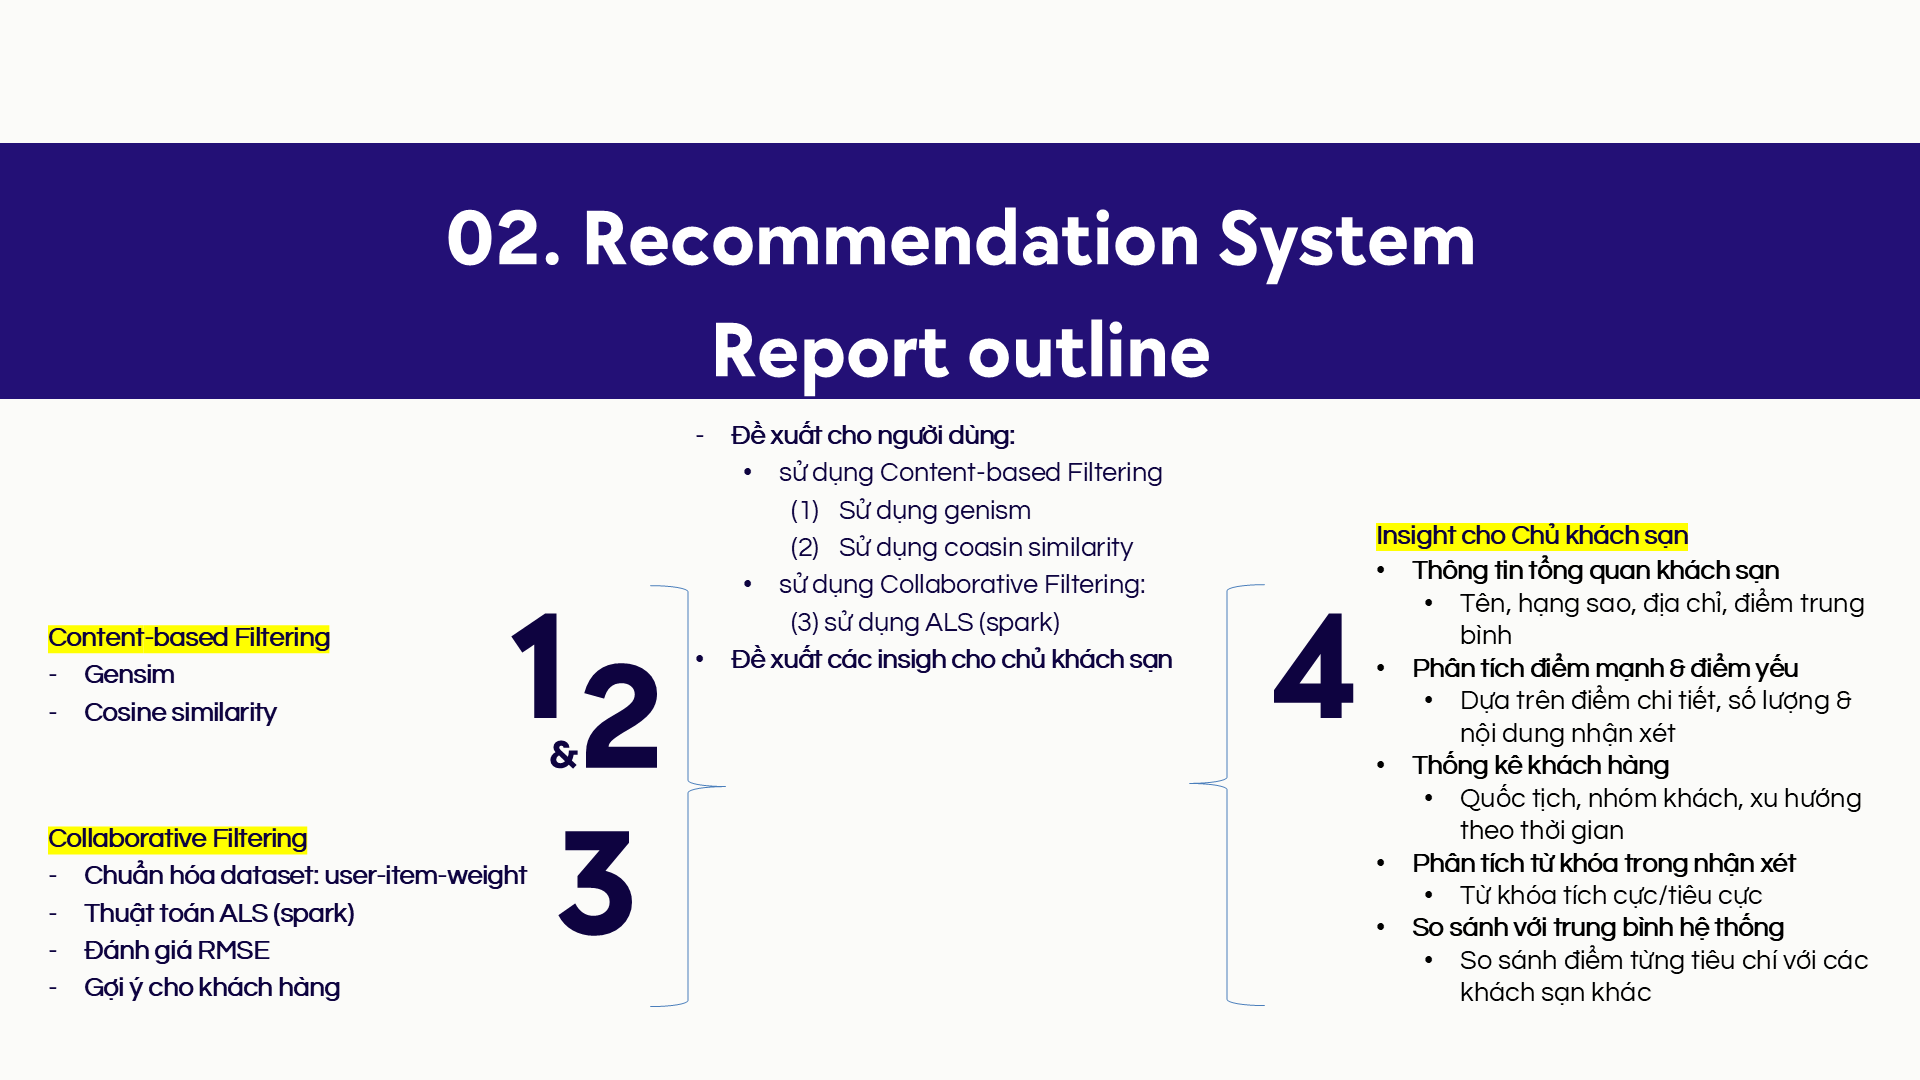 02. Recommendation System
Report outline
Content-based Filtering
- Gensim
- Cosine similarity
1
&2
Collaborative Filtering
- Chuẩn hóa dataset: user-item-weight
- Thuật toán ALS (spark)
- Đánh giá RMSE
- Gợi ý cho khách hàng
3
- Đề xuất cho người dùng:
• sử dụng Content-based Filtering
(1) Sử dụng genism
(2) Sử dụng coasin similarity
• sử dụng Collaborative Filtering:
(3) sử dụng ALS (spark)
• Đề xuất các insigh cho chủ khách sạn
4
Insight cho Chủ khách sạn
• Thông tin tổng quan khách sạn
• Tên, hạng sao, địa chỉ, điểm trung
bình
• Phân tích điểm mạnh & điểm yếu
• Dựa trên điểm chi tiết, số lượng &
nội dung nhận xét
• Thống kê khách hàng
• Quốc tịch, nhóm khách, xu hướng
theo thời gian
• Phân tích từ khóa trong nhận xét
• Từ khóa tích cực/tiêu cực
• So sánh với trung bình hệ thống
• So sánh điểm từng tiêu chí với các
khách sạn khác